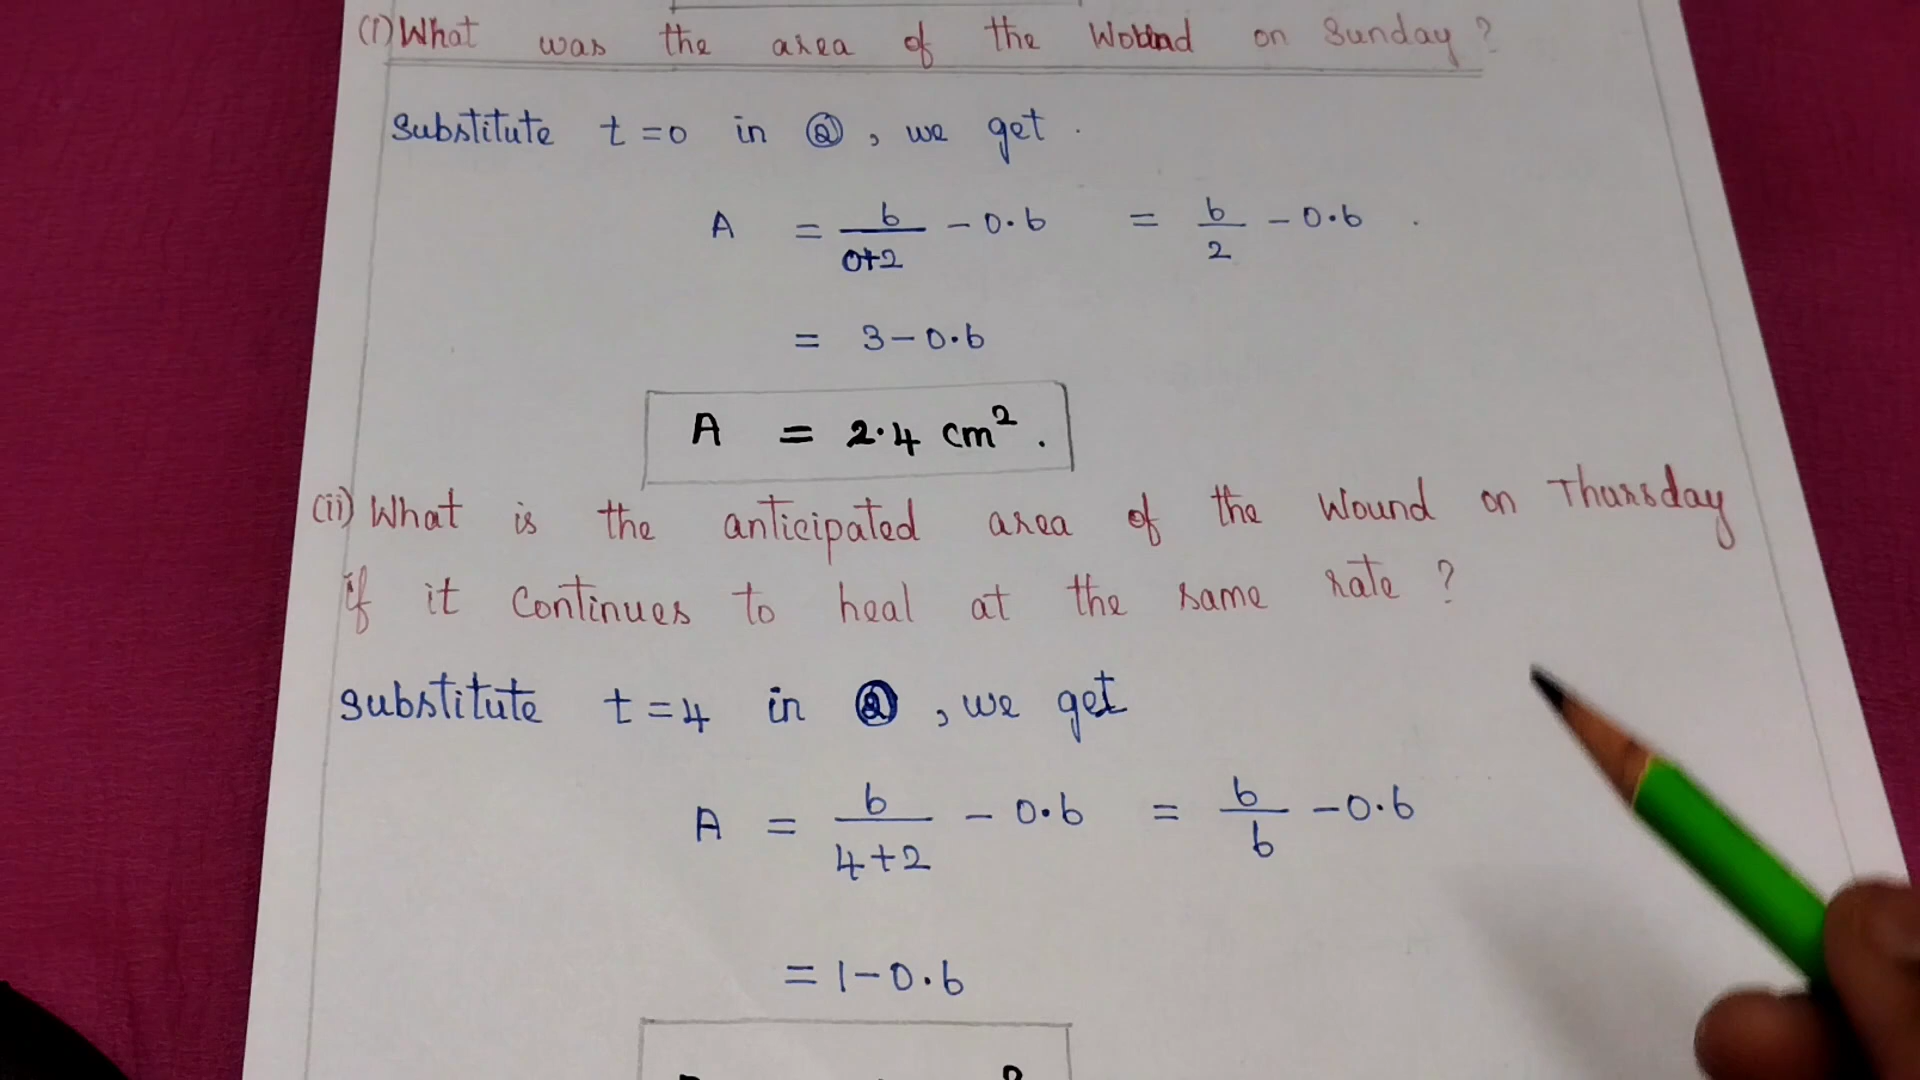 (i) What was the area of the Wound on Sunday ?
Substitute t = 0 in ②, we get.
A = 6/0+2 - 0.6 = 6/2 - 0.6.
= 3 - 0.6
A = 2.4 cm².
(ii) What is the anticipated area of the Wound on Thursday
if it continues to heal at the same rate ?
Substitute t = 4 in ②, we get
A = 6/4+2 - 0.6 = 6/6 - 0.6
= 1 - 0.6